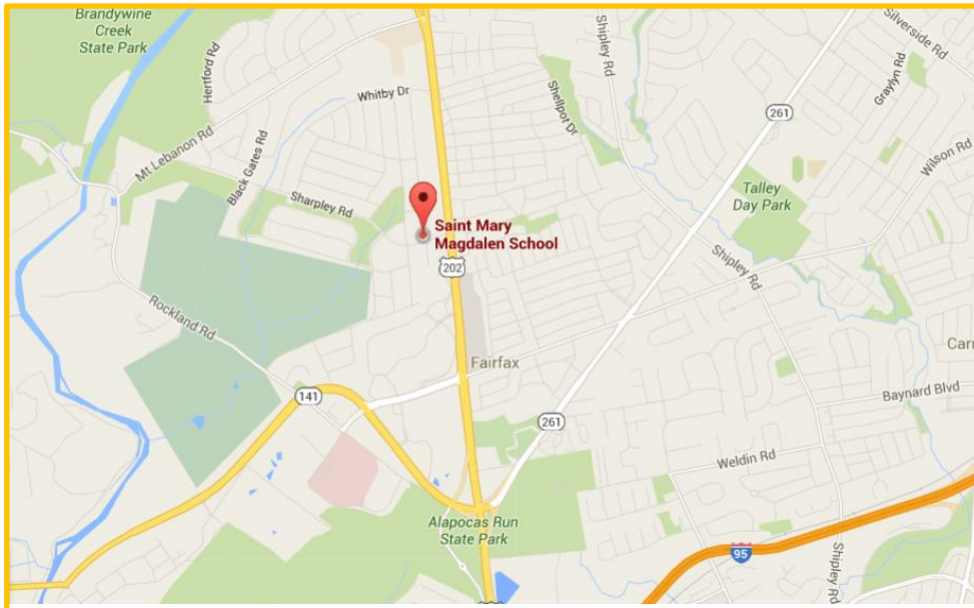 Brandywine
Creek
State Park
Hertford Rd
Whitby Dr
Shipley Rd
Silverside Rd
Graylyn Rd
Shellpor Dr
261
Mt Lebanon Rd
Black Gates Rd
Sharpley Rd
Wilson Rd
Talley
Day Park
Saint Mary
Magdalen School
202
Shipley Rd
Rockland Rd
Fairfax
Carr
141
261
Baynard Blvd
Weldin Rd
Alapocas Run
State Park
95
Shipley Rd